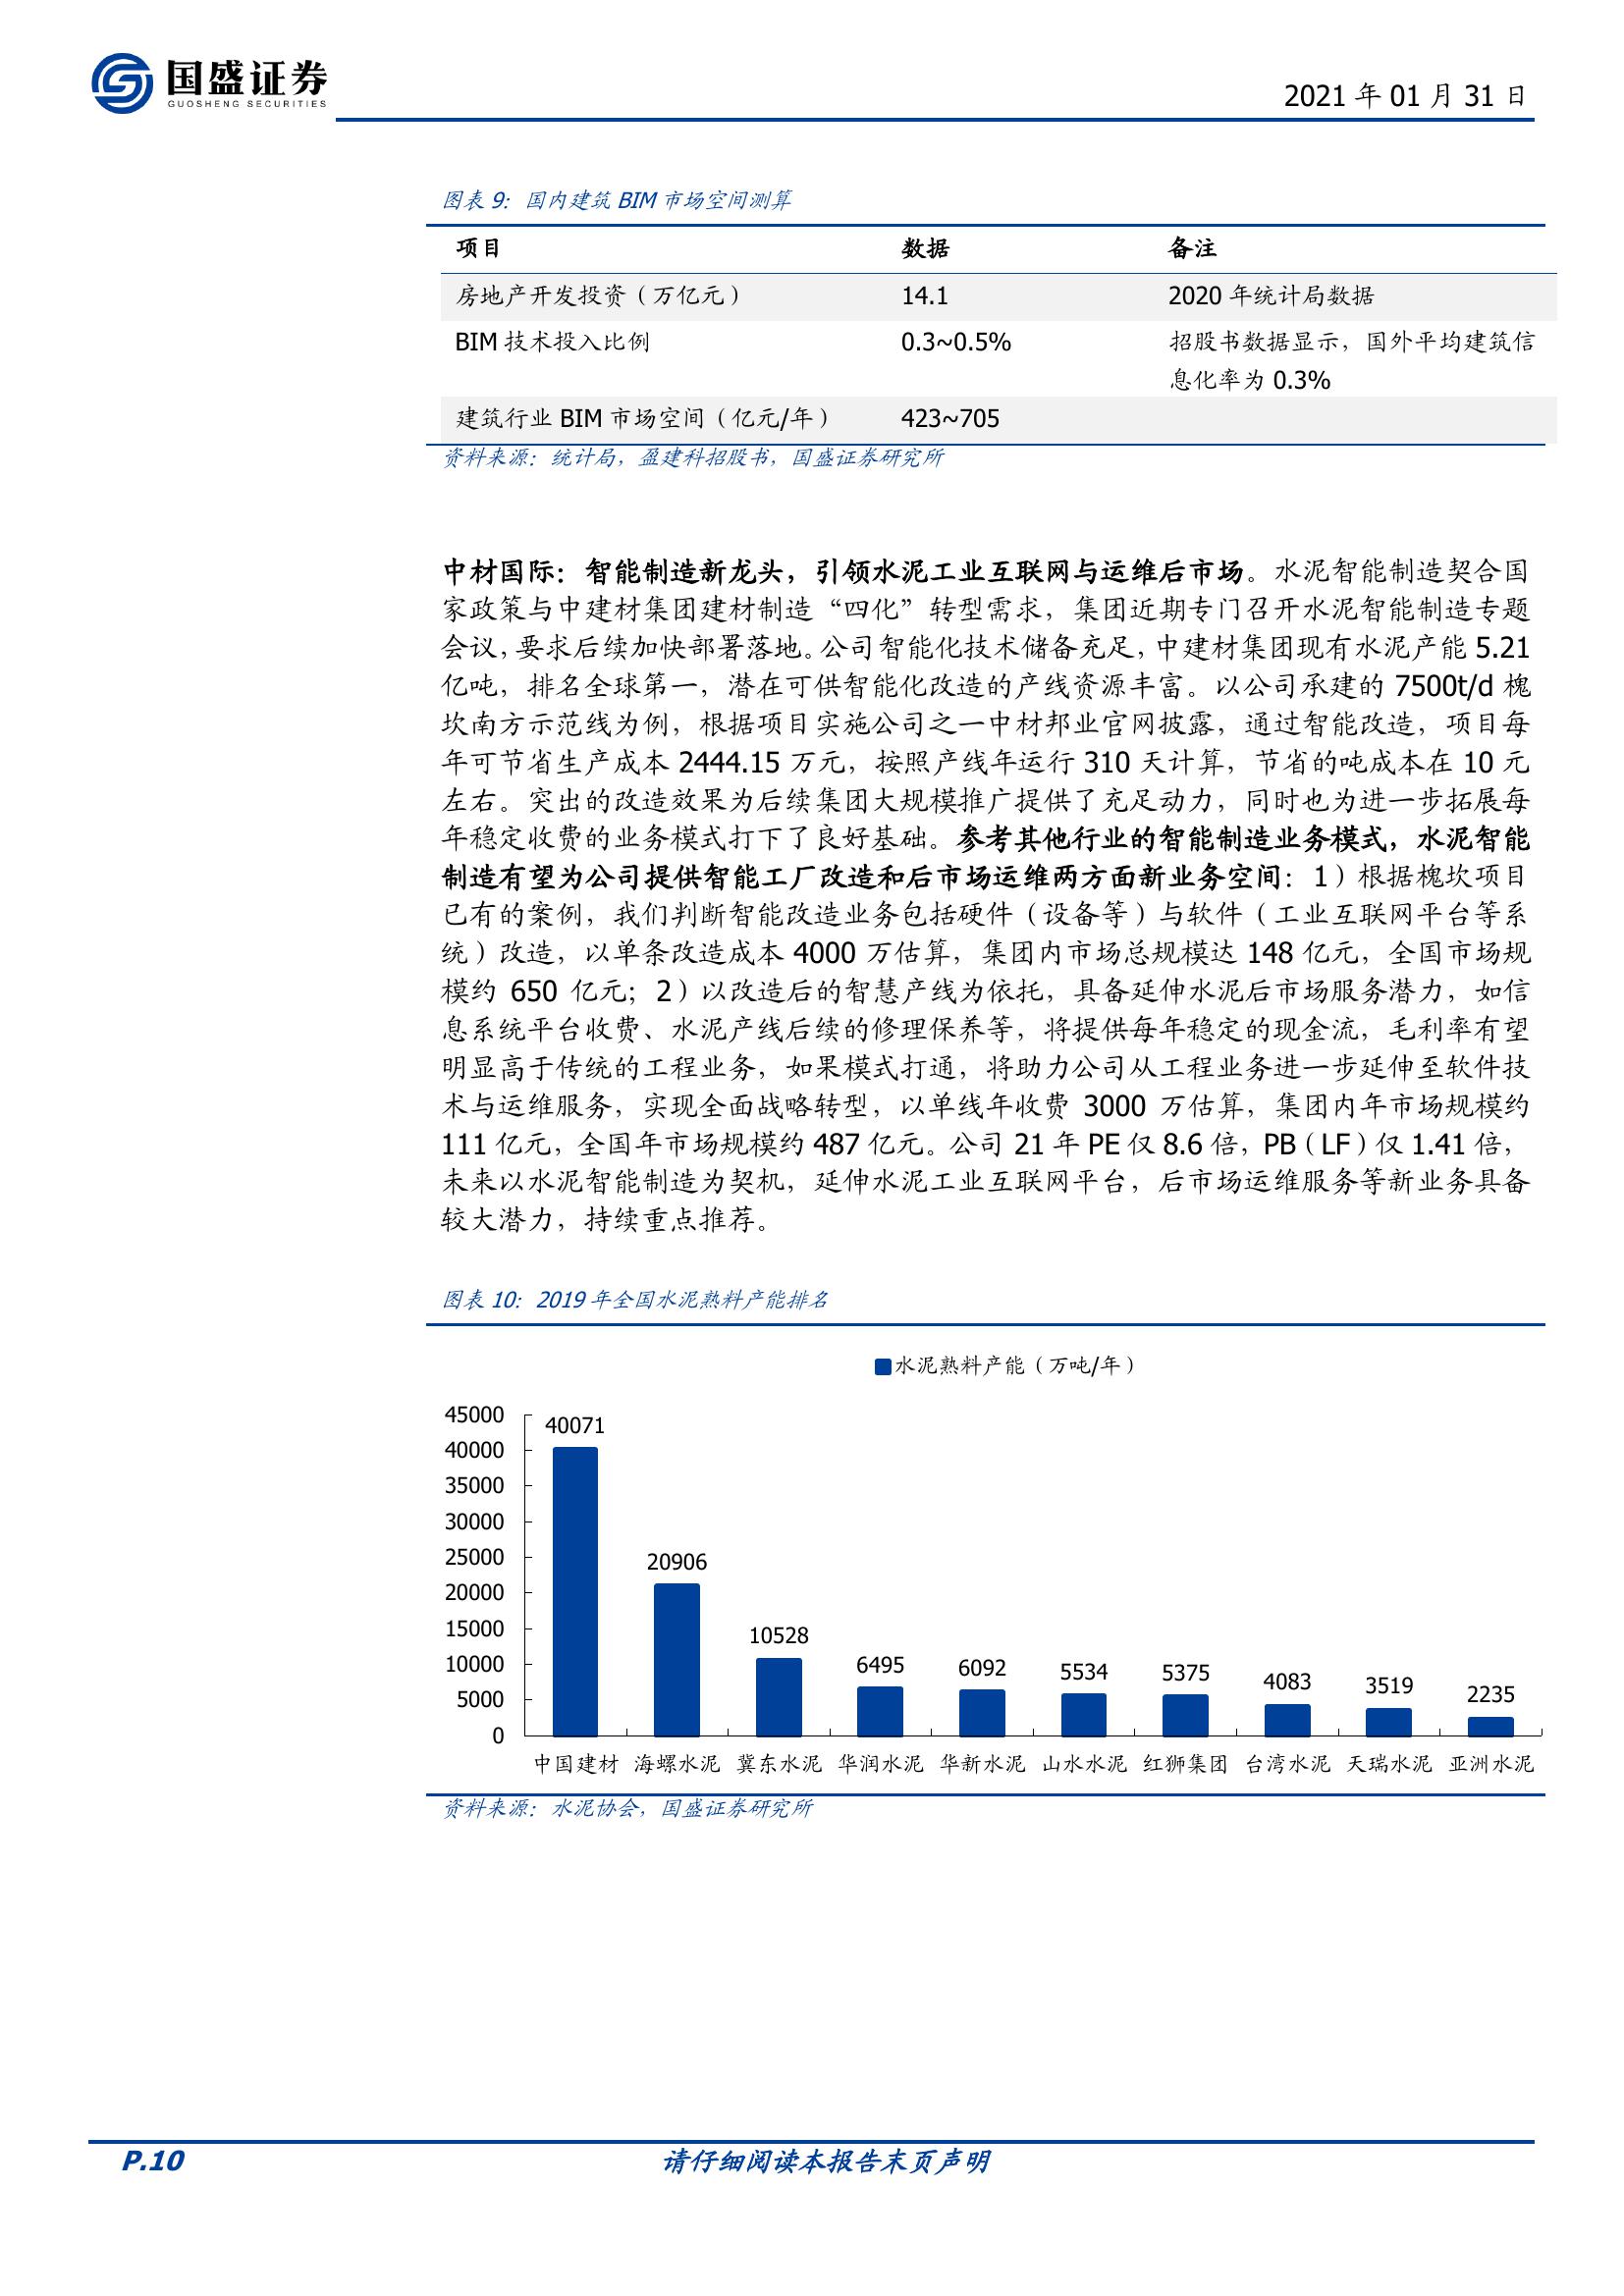 国盛证券
GUOSHENG SECURITIES
2021 年 01 月 31 日
图表 9：国内建筑 BIM 市场空间测算
项目 数据 备注
房地产开发投资（万亿元） 14.1 2020 年统计局数据
BIM 技术投入比例 0.3~0.5% 招股书数据显示，国外平均建筑信
息化率为 0.3%
建筑行业 BIM 市场空间（亿元/年） 423~705
资料来源：统计局，盈建科招股书，国盛证券研究所
中材国际：智能制造新龙头，引领水泥工业互联网与运维后市场。水泥智能制造契合国
家政策与中建材集团建材制造“四化”转型需求，集团近期专门召开水泥智能制造专题
会议，要求后续加快部署落地。公司智能化技术储备充足，中建材集团现有水泥产能 5.21
亿吨，排名全球第一，潜在可供智能化改造的产线资源丰富。以公司承建的 7500t/d 槐
坎南方示范线为例，根据项目实施公司之一中材邦业官网披露，通过智能改造，项目每
年可节省生产成本 2444.15 万元，按照产线年运行 310 天计算，节省的吨成本在 10 元
左右。突出的改造效果为后续集团大规模推广提供了充足动力，同时也为进一步拓展每
年稳定收费的业务模式打下了良好基础。参考其他行业的智能制造业务模式，水泥智能
制造有望为公司提供智能工厂改造和后市场运维两方面新业务空间：1）根据槐坎项目
已有的案例，我们判断智能改造业务包括硬件（设备等）与软件（工业互联网平台等系
统）改造，以单条改造成本 4000 万估算，集团内市场总规模达 148 亿元，全国市场规
模约 650 亿元；2）以改造后的智慧产线为依托，具备延伸水泥后市场服务潜力，如信
息系统平台收费、水泥产线后续的修理保养等，将提供每年稳定的现金流，毛利率有望
明显高于传统的工程业务，如果模式打通，将助力公司从工程业务进一步延伸至软件技
术与运维服务，实现全面战略转型，以单线年收费 3000 万估算，集团内年市场规模约
111 亿元，全国年市场规模约 487 亿元。公司 21 年 PE 仅 8.6 倍，PB（LF）仅 1.41 倍，
未来以水泥智能制造为契机，延伸水泥工业互联网平台，后市场运维服务等新业务具备
较大潜力，持续重点推荐。
图表 10：2019 年全国水泥熟料产能排名
水泥熟料产能（万吨/年）
45000
40000
35000
30000
25000
20000
15000
10000
5000
0
40071 20906 10528 6495 6092 5534 5375 4083 3519 2235
中国建材 海螺水泥 冀东水泥 华润水泥 华新水泥 山水水泥 红狮集团 台湾水泥 天瑞水泥 亚洲水泥
资料来源：水泥协会，国盛证券研究所
P.10 请仔细阅读本报告末页声明